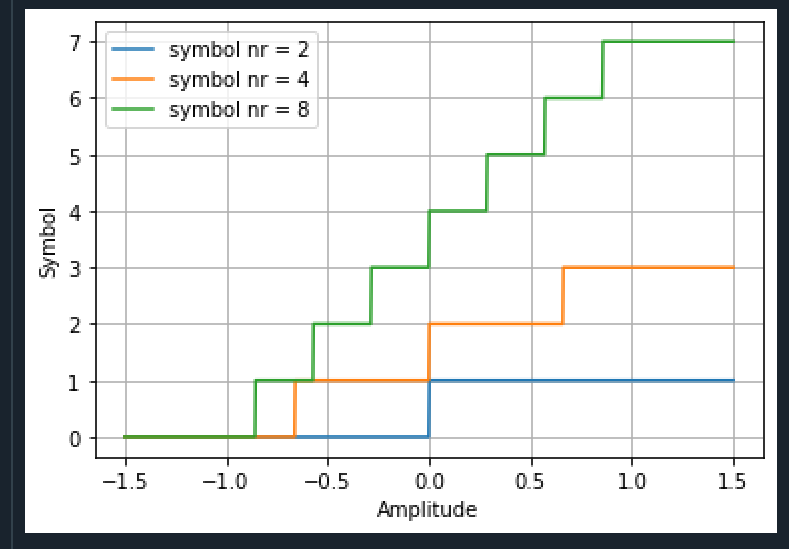 symbol nr = 2
symbol nr = 4
symbol nr = 8
7
6
5
4
3
2
1
0
Symbol
−1.5 −1.0 −0.5 0.0 0.5 1.0 1.5
Amplitude